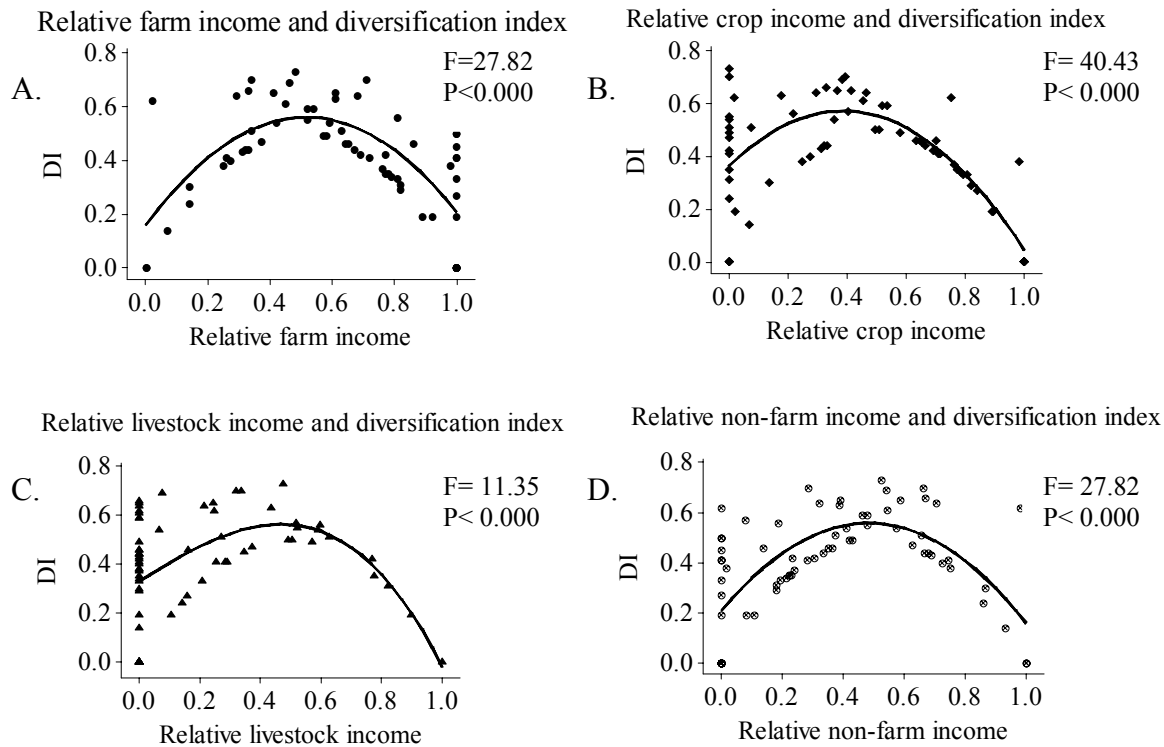 Relative farm income and diversification index
A.
F=27.82
P<0.000
DI
0.8
0.6
0.4
0.2
0.0
0.0 0.2 0.4 0.6 0.8 1.0
Relative farm income
Relative crop income and diversification index
B.
F= 40.43
P< 0.000
DI
0.8
0.6
0.4
0.2
0.0
0.0 0.2 0.4 0.6 0.8 1.0
Relative crop income
Relative livestock income and diversification index
C.
F= 11.35
P< 0.000
DI
0.8
0.6
0.4
0.2
0.0
0.0 0.2 0.4 0.6 0.8 1.0
Relative livestock income
Relative non-farm income and diversification index
D.
F= 27.82
P< 0.000
DI
0.8
0.6
0.4
0.2
0.0
0.0 0.2 0.4 0.6 0.8 1.0
Relative non-farm income